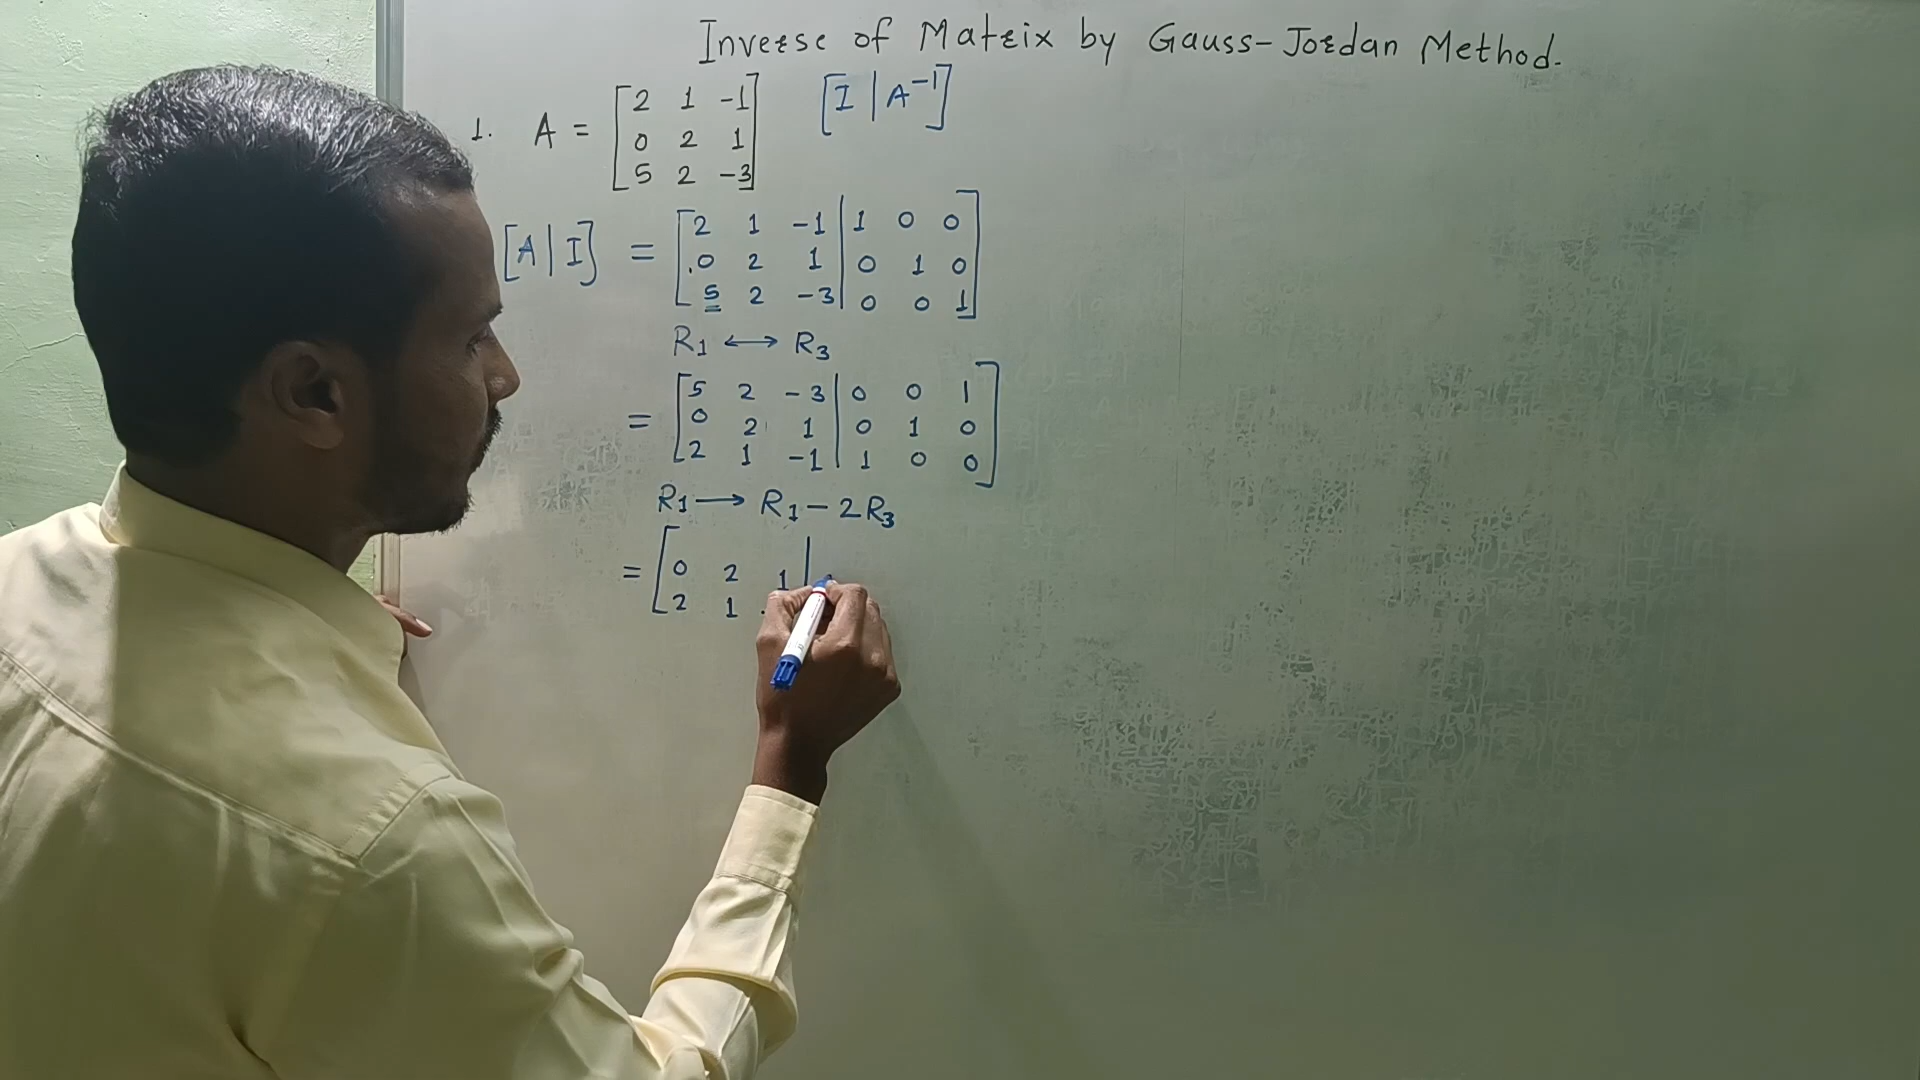 Inverse of Matrix by Gauss-Jordan Method.
1. A = [2 1 -1] [I | A⁻¹]
0 2 1
5 2 -3
[A | I] = [2 1 -1 | 1 0 0]
.0 2 1 | 0 1 0
5 2 -3 | 0 0 1
R1 ⟷ R3
= [5 2 -3 | 0 0 1]
0 2 1 | 0 1 0
2 1 -1 | 1 0 0
R1 ⟶ R1 - 2R3
= [0 2 1 |
2 1